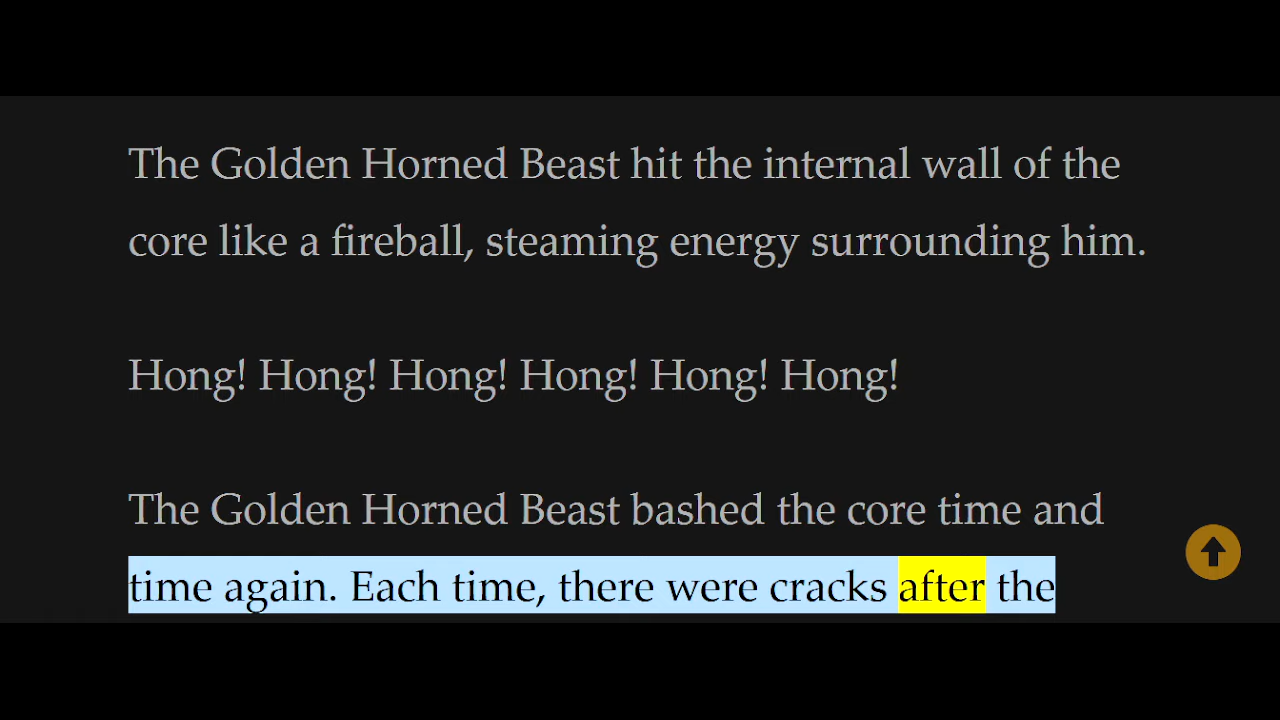 The Golden Horned Beast hit the internal wall of the
core like a fireball, steaming energy surrounding him.
Hong! Hong! Hong! Hong! Hong! Hong!
The Golden Horned Beast bashed the core time and
time again. Each time, there were cracks after the